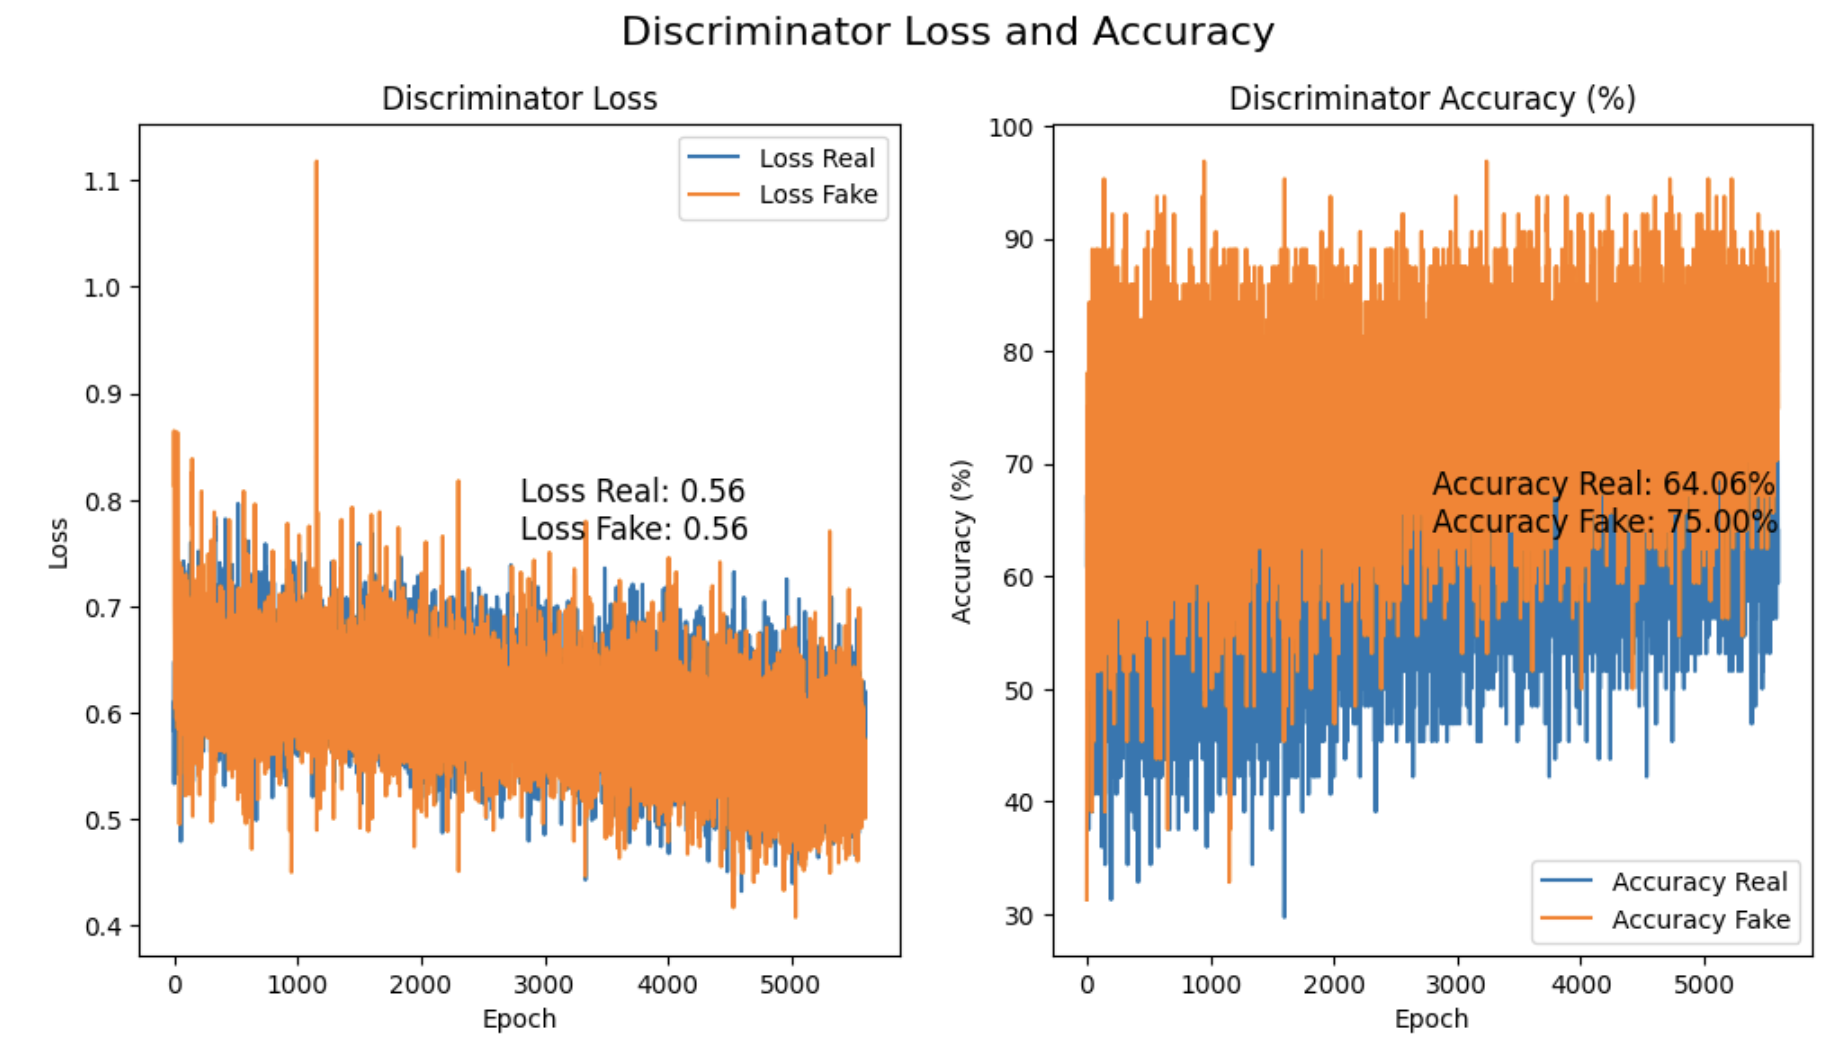 Discriminator Loss and Accuracy
Discriminator Loss
Loss Real
Loss Fake
1.1
1.0
0.9
0.8
0.7
0.6
0.5
0.4
Loss
Loss Real: 0.56
Loss Fake: 0.56
0 1000 2000 3000 4000 5000
Epoch
Discriminator Accuracy (%)
100
90
80
70
60
50
40
30
Accuracy (%)
Accuracy Real: 64.06%
Accuracy Fake: 75.00%
Accuracy Real
Accuracy Fake
0 1000 2000 3000 4000 5000
Epoch